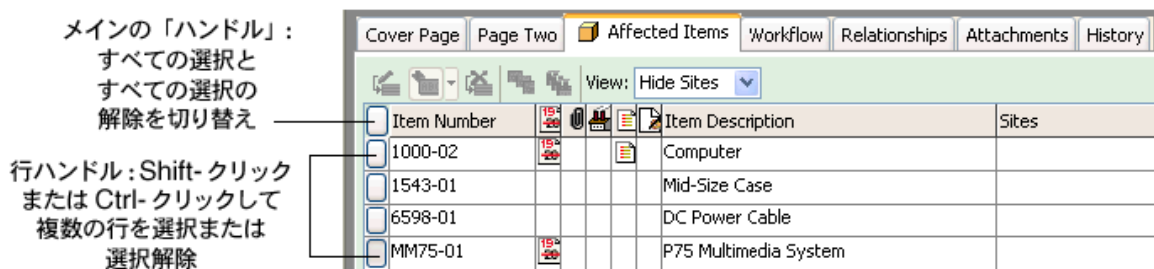 メインの「ハンドル」:
すべての選択と
すべての選択の
解除を切り替え
行ハンドル:Shift-クリック
または Ctrl-クリックして
複数の行を選択または
選択解除
Cover Page Page Two Affected Items Workflow Relationships Attachments History
View: Hide Sites
Item Number Item Description Sites
1000-02 Computer
1543-01 Mid-Size Case
6598-01 DC Power Cable
MM75-01 P75 Multimedia System